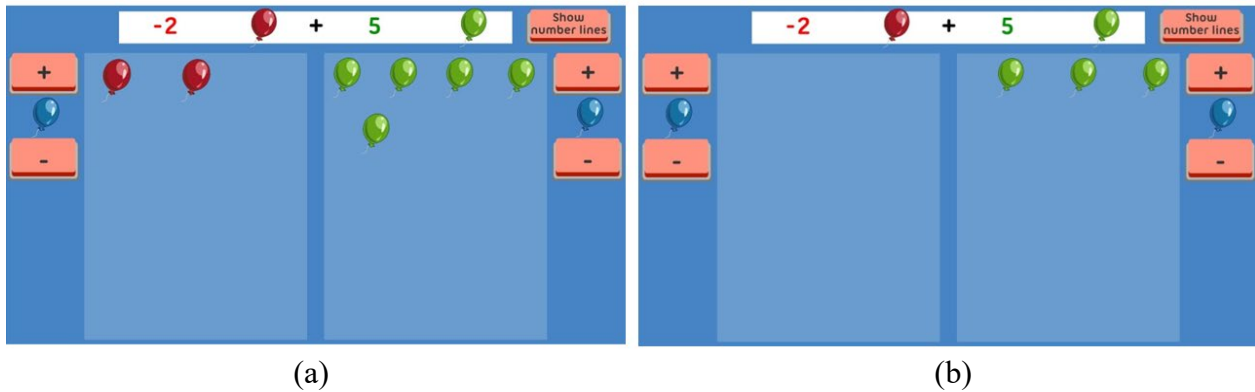 -2 + 5 Show number lines
+ +
- -
(a)
-2 + 5 Show number lines
+ +
- -
(b)